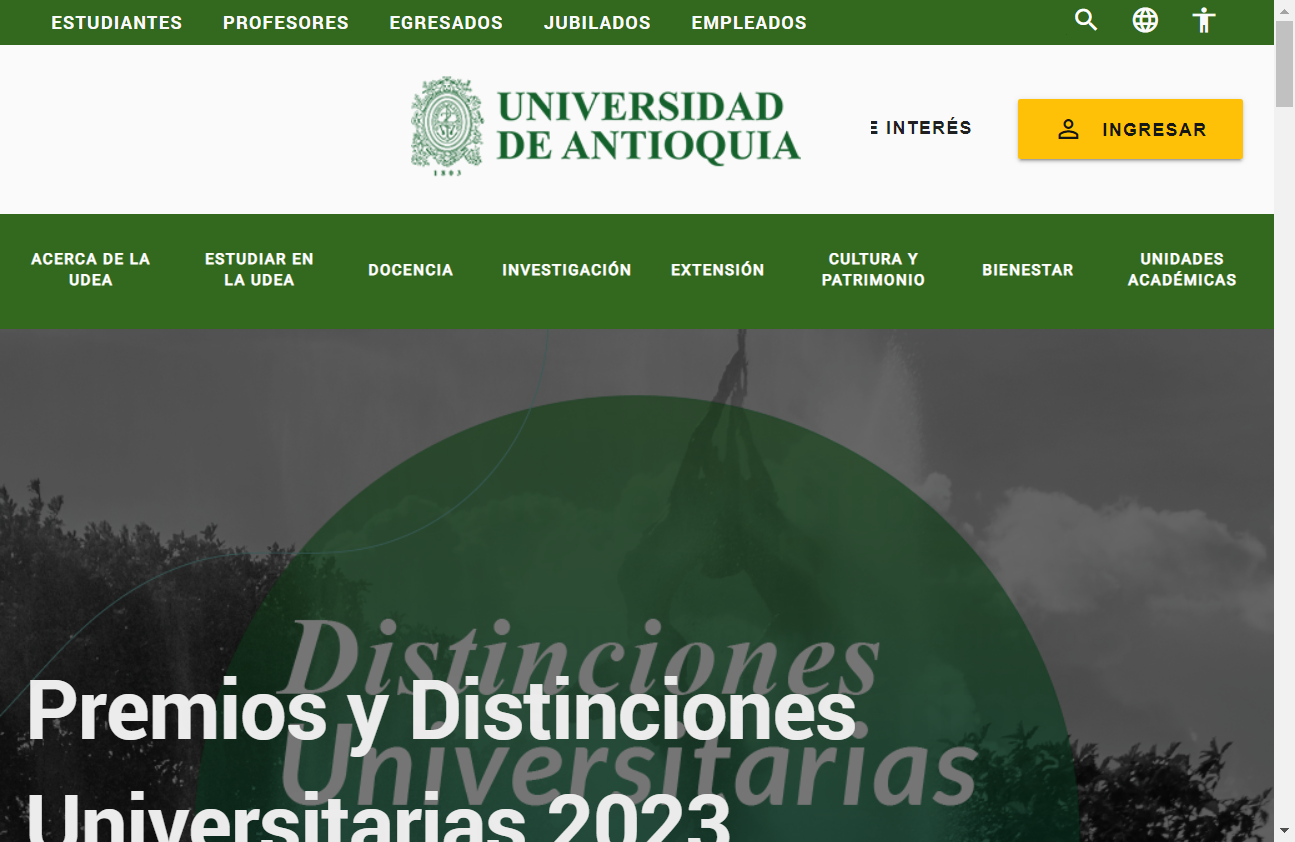 ESTUDIANTES PROFESORES EGRESADOS JUBILADOS EMPLEADOS
UNIVERSIDAD
DE ANTIOQUIA
1803
INTERÉS
INGRESAR
ACERCA DE LA
UDEA
ESTUDIAR EN
LA UDEA
DOCENCIA
INVESTIGACIÓN
EXTENSIÓN
CULTURA Y
PATRIMONIO
BIENESTAR
UNIDADES
ACADÉMICAS
Distinciones
Universitarias
Premios y Distinciones
Universitarias 2023